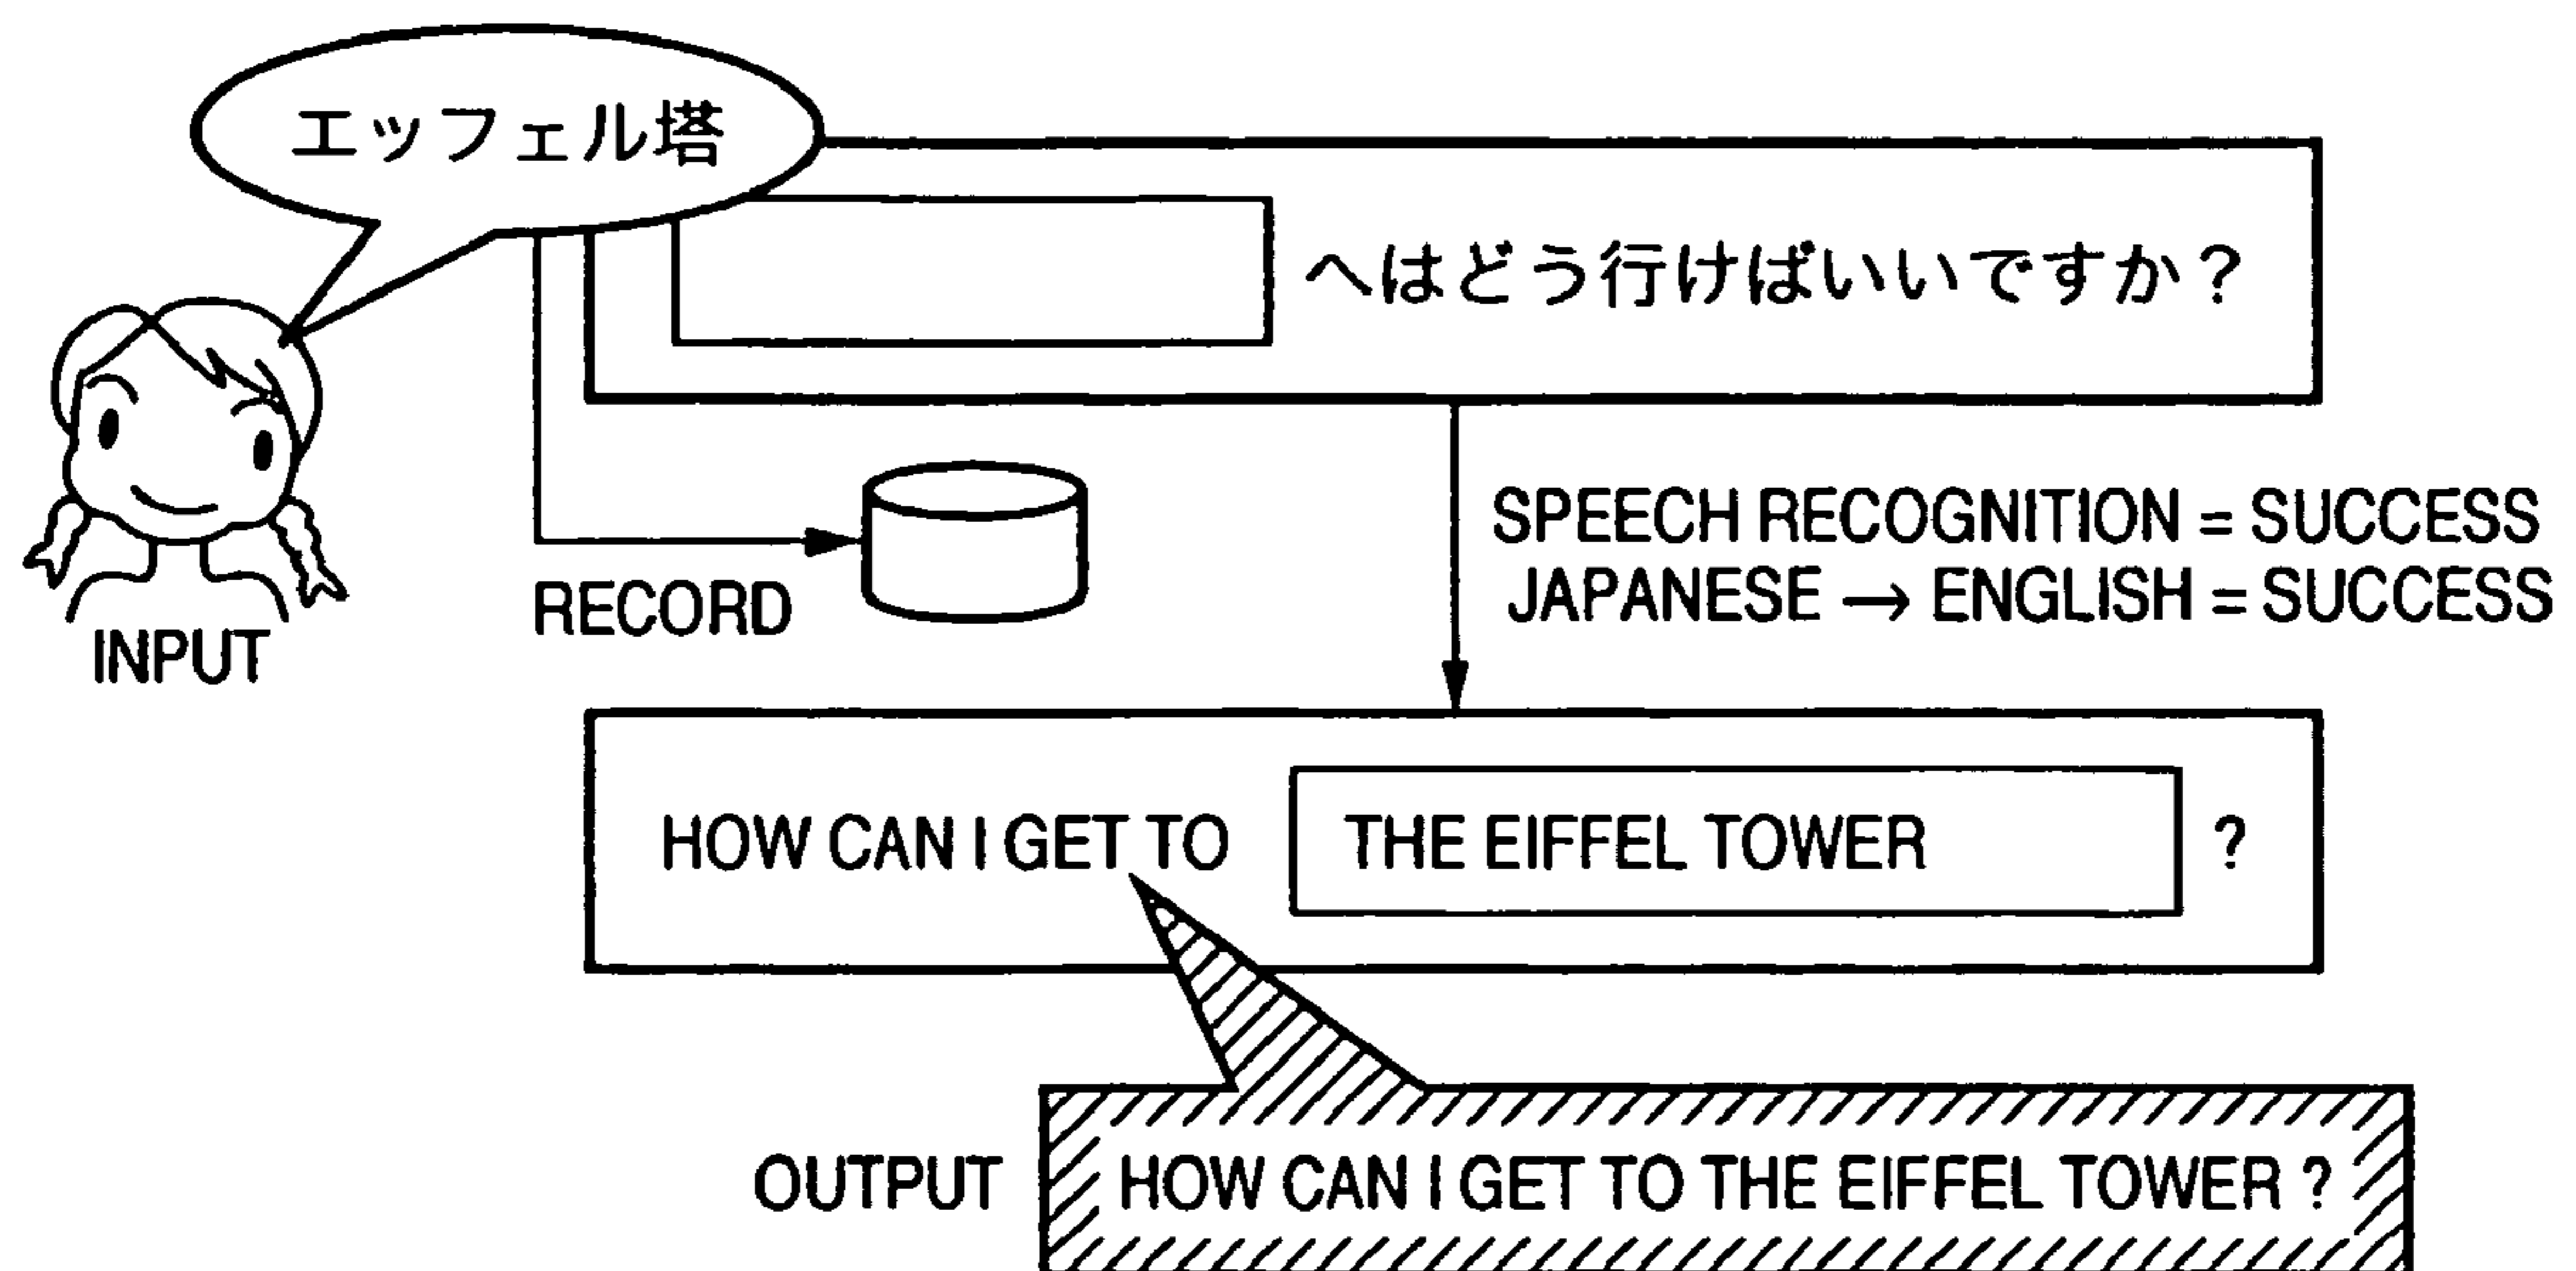 エッフェル塔
へはどう行けばいいですか？
SPEECH RECOGNITION = SUCCESS
JAPANESE → ENGLISH = SUCCESS
RECORD
INPUT
HOW CAN I GET TO THE EIFFEL TOWER ?
OUTPUT
HOW CAN I GET TO THE EIFFEL TOWER ?